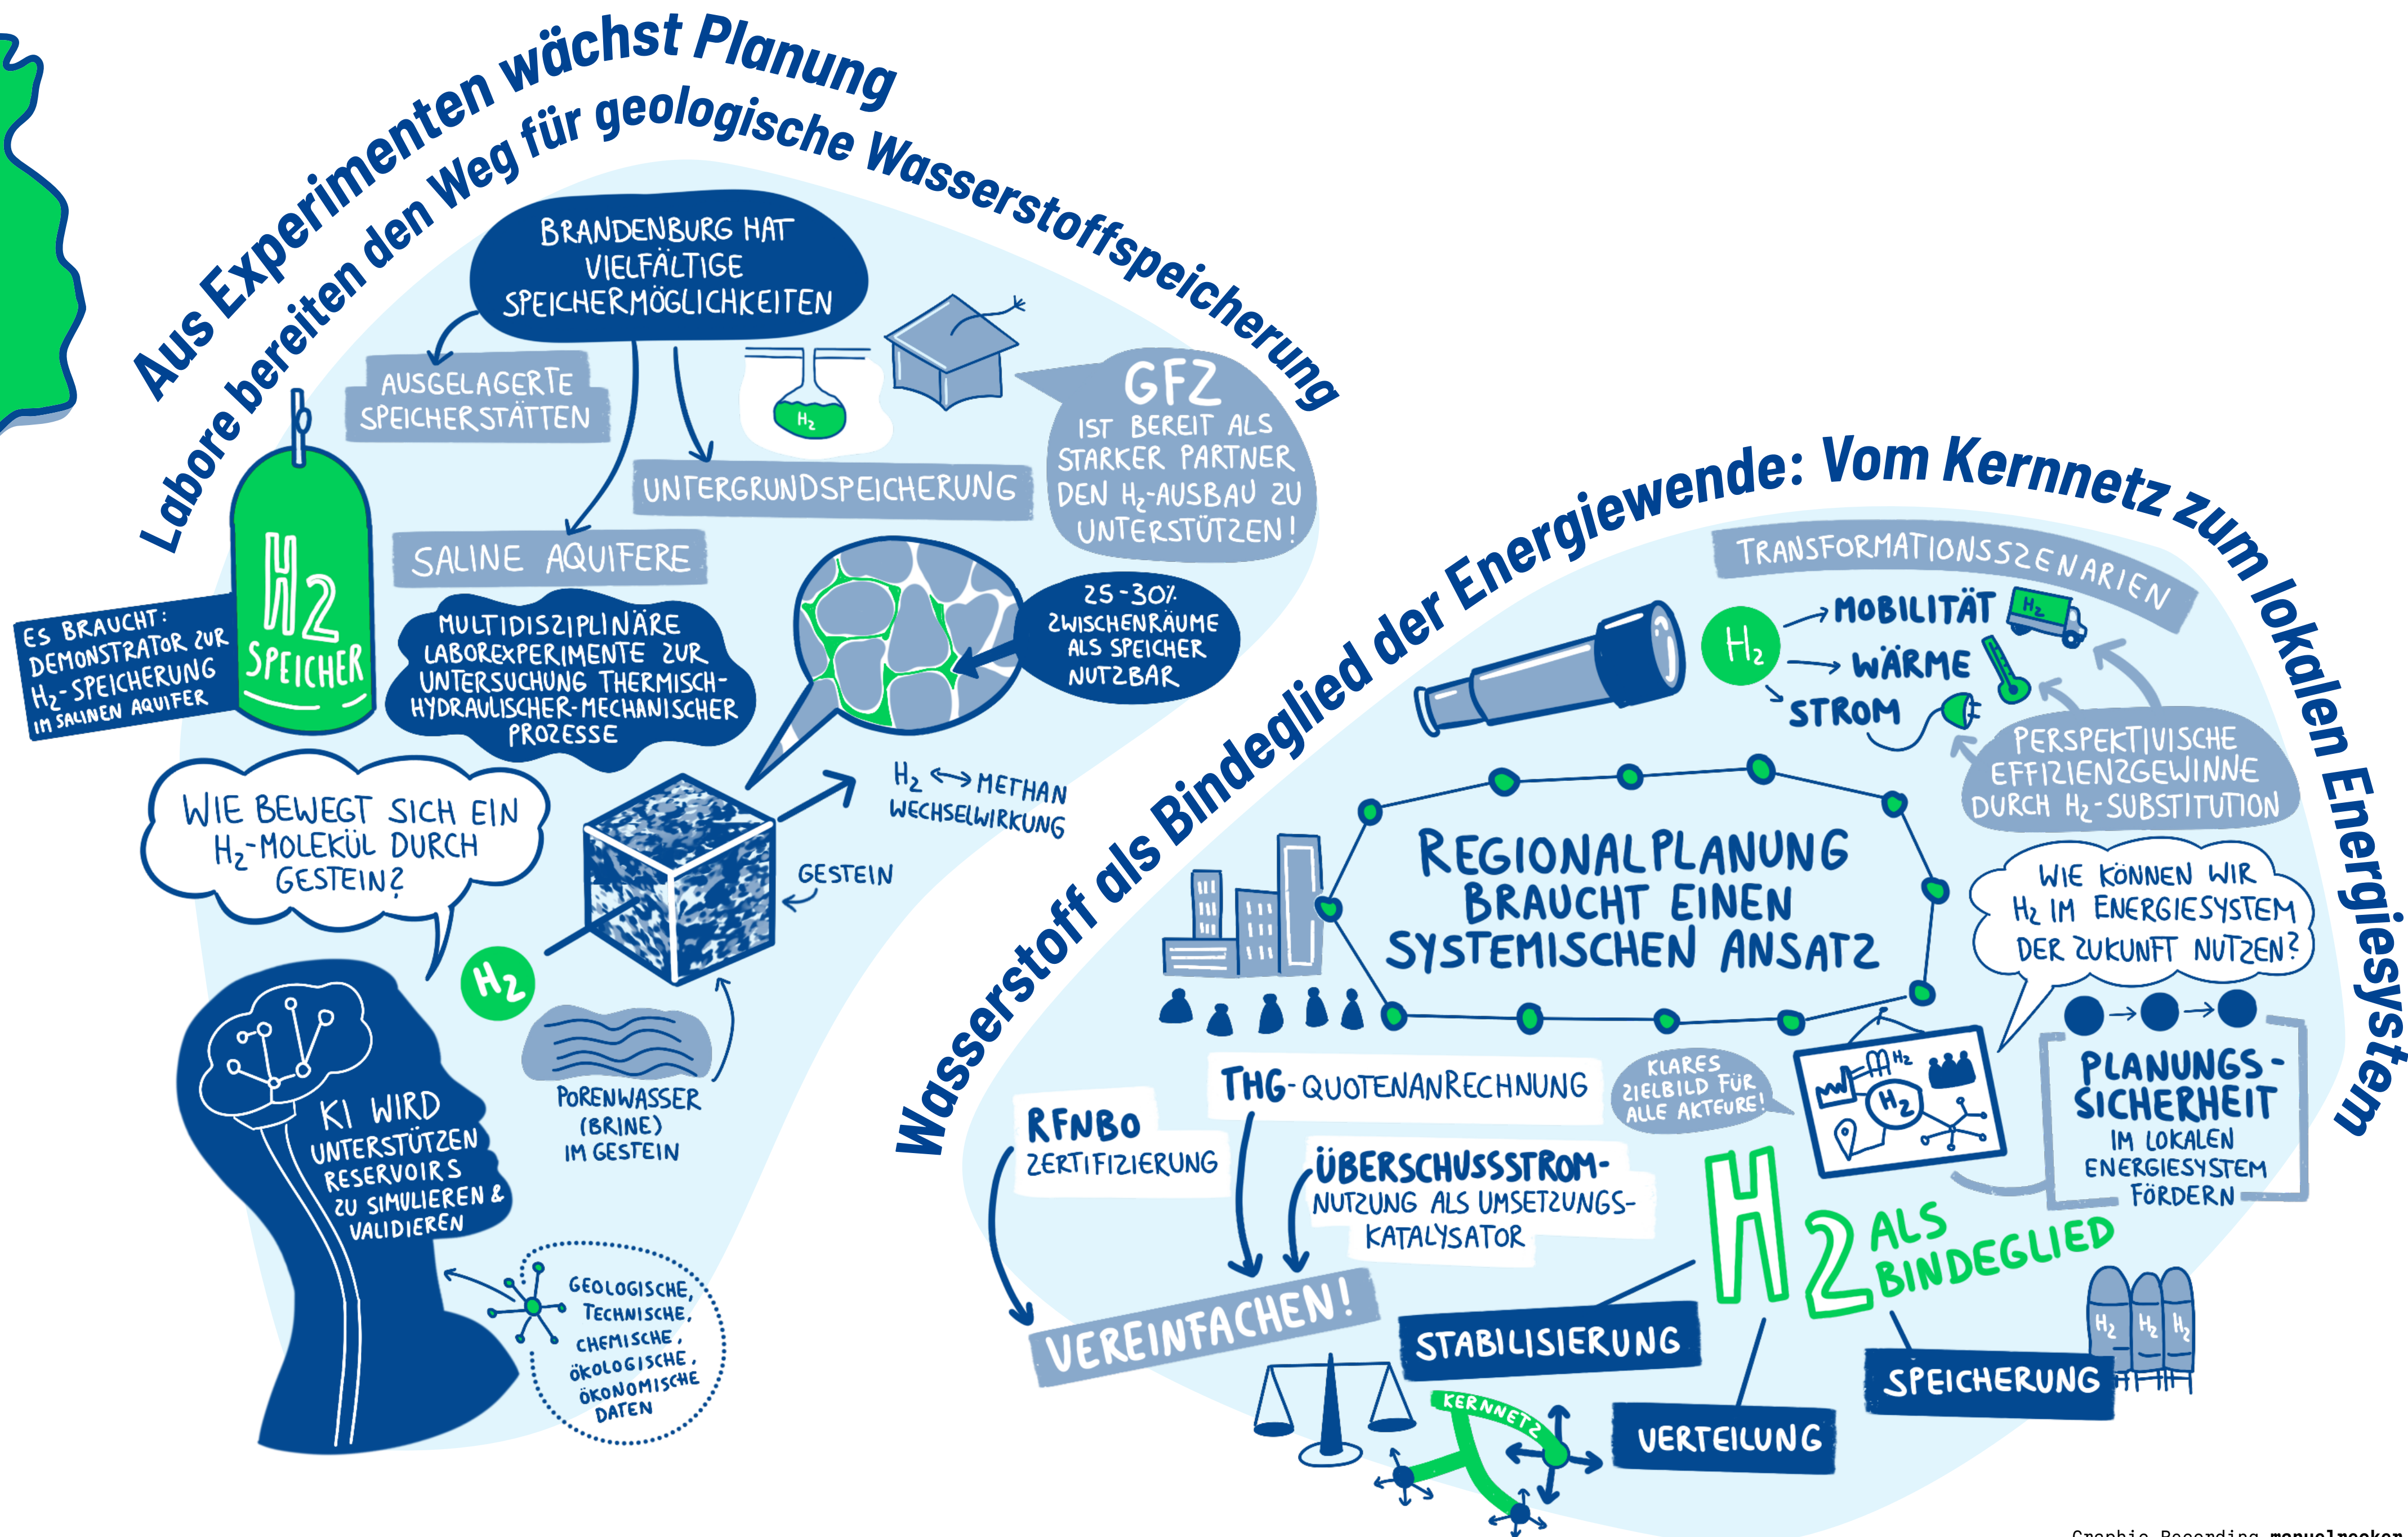 Aus Experimenten wächst Planung
Labore bereiten den Weg für geologische Wasserstoffspeicherung
BRANDENBURG HAT
VIELFÄLTIGE
SPEICHERMÖGLICHKEITEN
AUSGELAGERTE
SPEICHERSTÄTTEN
UNTERGRUNDSPEICHERUNG
SALINE AQUIFERE
H2
GFZ
IST BEREIT ALS
STARKER PARTNER
DEN H2-AUSBAU ZU
UNTERSTÜTZEN!
H2
SPEICHER
ES BRAUCHT:
DEMONSTRATOR ZUR
H2-SPEICHERUNG
IM SALINEN AQUIFER
MULTIDISZIPLINÄRE
LABOREXPERIMENTE ZUR
UNTERSUCHUNG THERMISCH-
HYDRAULISCHER-MECHANISCHER
PROZESSE
25-30%
ZWISCHENRÄUME
ALS SPEICHER
NUTZBAR
H2 ↔ METHAN
WECHSELWIRKUNG
GESTEIN
WIE BEWEGT SICH EIN
H2-MOLEKÜL DURCH
GESTEIN?
H2
PORENWASSER
(BRINE)
IM GESTEIN
KI WIRD
UNTERSTÜTZEN
RESERVOIRS
ZU SIMULIEREN &
VALIDIEREN
GEOLOGISCHE,
TECHNISCHE,
CHEMISCHE,
ÖKOLOGISCHE,
ÖKONOMISCHE
DATEN
Wasserstoff als Bindeglied der Energiewende: Vom Kernnetz zum lokalen Energiesystem
TRANSFORMATIONSSZENARIEN
H2
MOBILITÄT
H2
WÄRME
STROM
PERSPEKTIVISCHE
EFFIZIENZGEWINNE
DURCH H2-SUBSTITUTION
REGIONALPLANUNG
BRAUCHT EINEN
SYSTEMISCHEN ANSATZ
WIE KÖNNEN WIR
H2 IM ENERGIESYSTEM
DER ZUKUNFT NUTZEN?
PLANUNGS-
SICHERHEIT
IM LOKALEN
ENERGIESYSTEM
FÖRDERN
KLARES
ZIELBILD FÜR
ALLE AKTEURE!
H2
H2
THG-QUOTENANRECHNUNG
RFNBO
ZERTIFIZIERUNG
ÜBERSCHUSSSTROM-
NUTZUNG ALS UMSETZUNGS-
KATALYSATOR
VEREINFACHEN!
H2 ALS
BINDEGLIED
STABILISIERUNG
VERTEILUNG
SPEICHERUNG
H2 H2 H2
KERNNETZ